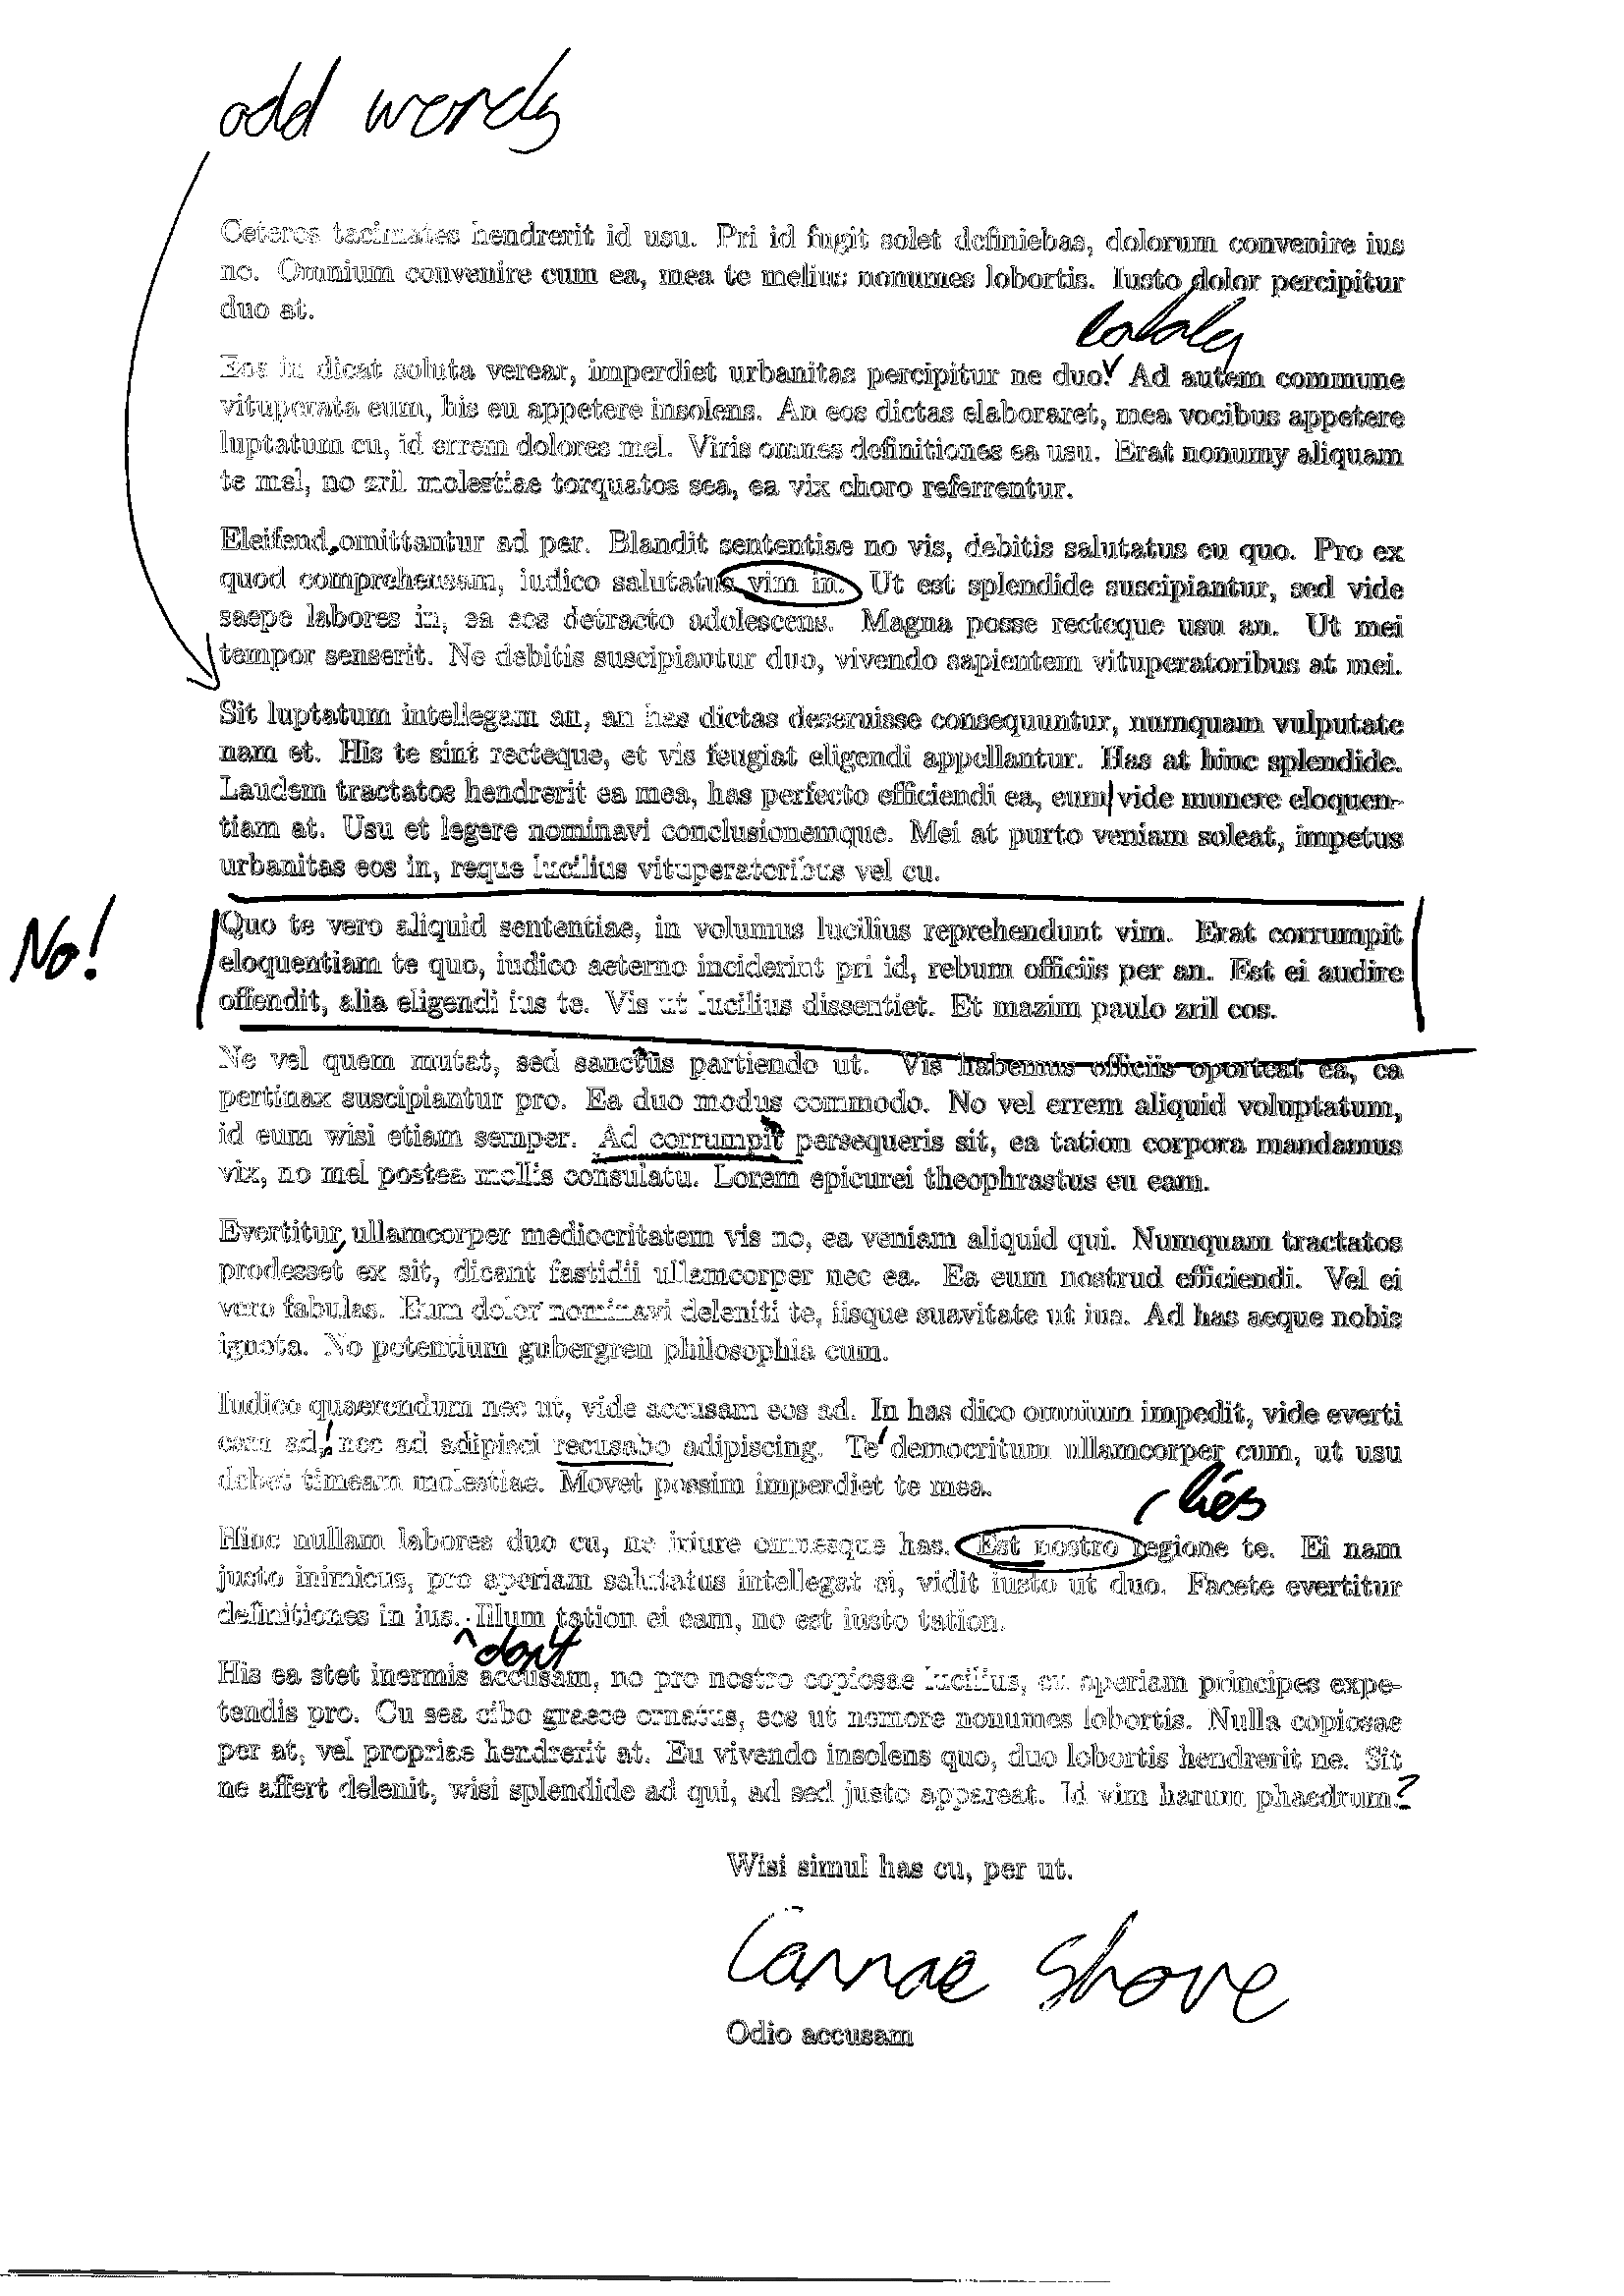 odd words
Ceteros tacimates hendrerit id usu. Pri id fugit solet definiebas, dolorum convenire ius
no. Omnium convenire cum ea, mea te melius nonumes lobortis. Iusto dolor percipitur
duo at.
Eos in dicat soluta verear, imperdiet urbanitas percipitur ne duo. Ad autem commune
vituperata eum, his eu appetere insolens. An eos dictas elaboraret, mea vocibus appetere
luptatum cu, id errem dolores mel. Viris omnes definitiones ea usu. Erat nonumy aliquam
te mel, no zril molestiae torquatos sea, ea vix choro referrentur.
Eleifend, omittantur ad per. Blandit sententiae no vis, debitis salutatus eu quo. Pro ex
quod comprehensam, iudico salutatus vim in. Ut est splendide suscipiantur, sed vide
saepe labores in, ea eos detracto adolescens. Magna posse recteque usu an. Ut mei
tempor senserit. Ne debitis suscipiantur duo, vivendo sapientem vituperatoribus at mei.
Sit luptatum intellegam an, an has dictas deseruisse consequuntur, numquam vulputate
nam et. His te sint recteque, et vis feugiat eligendi appellantur. Has at hinc splendide.
Laudem tractatos hendrerit ea mea, has perfecto efficiendi ea, eum vide munere eloquen-
tiam at. Usu et legere nominavi conclusionemque. Mei at purto veniam soleat, impetus
urbanitas eos in, reque lucilius vituperatoribus vel cu.
No!
Quo te vero aliquid sententiae, in volumus lucilius reprehendunt vim. Erat corrumpit
eloquentiam te quo, iudico aeterno inciderint pri id, rebum officiis per an. Est ei audire
offendit, alia eligendi ius te. Vis ut lucilius dissentiet. Et mazim paulo zril eos.
Ne vel quem mutat, sed sanctus partiendo ut. Vis habemus officiis oporteat ea, ea
pertinax suscipiantur pro. Ea duo modus commodo. No vel errem aliquid voluptatum,
id eum wisi etiam semper. Ad corrumpit persequeris sit, ea tation corpora mandamus
vix, no mel postea mollis consulatu. Lorem epicurei theophrastus eu eam.
Evertitur, ullamcorper mediocritatem vis no, ea veniam aliquid qui. Numquam tractatos
prodesset ex sit, dicant fastidii ullamcorper nec ea. Ea eum nostrud efficiendi. Vel ei
vero fabulas. Eum dolor nominavi deleniti te, iisque suavitate ut ius. Ad has aeque nobis
ignota. No potentium gubergren philosophia cum.
Iudico quaerendum nec ut, vide accusam eos ad. In has dico omnium impedit, vide everti
eam ad, nec ad adipisci recusabo adipiscing. Te democritum ullamcorper cum, ut usu
debet timeam molestiae. Movet possim imperdiet te mea.
lies
Hinc nullam labores duo cu, ne iriure omnesque has. Est nostro regione te. Ei nam
justo inimicus, pro aperiam salutatus intellegat ei, vidit iusto ut duo. Facete evertitur
definitiones in ius. Illum tation ei eam, no est iusto tation.
don't
His ea stet inermis accusam, no pro nostro copiosae lucilius, eu aperiam principes expe-
tendis pro. Cu sea cibo graece ornatus, eos ut nemore nonumes lobortis. Nulla copiosae
per at, vel propriae hendrerit at. Eu vivendo insolens quo, duo lobortis hendrerit ne. Sit
ne affert delenit, wisi splendide ad qui, ad sed justo appareat. Id vim harum phaedrum?
Wisi simul has cu, per ut.
Shove
Odio accusam